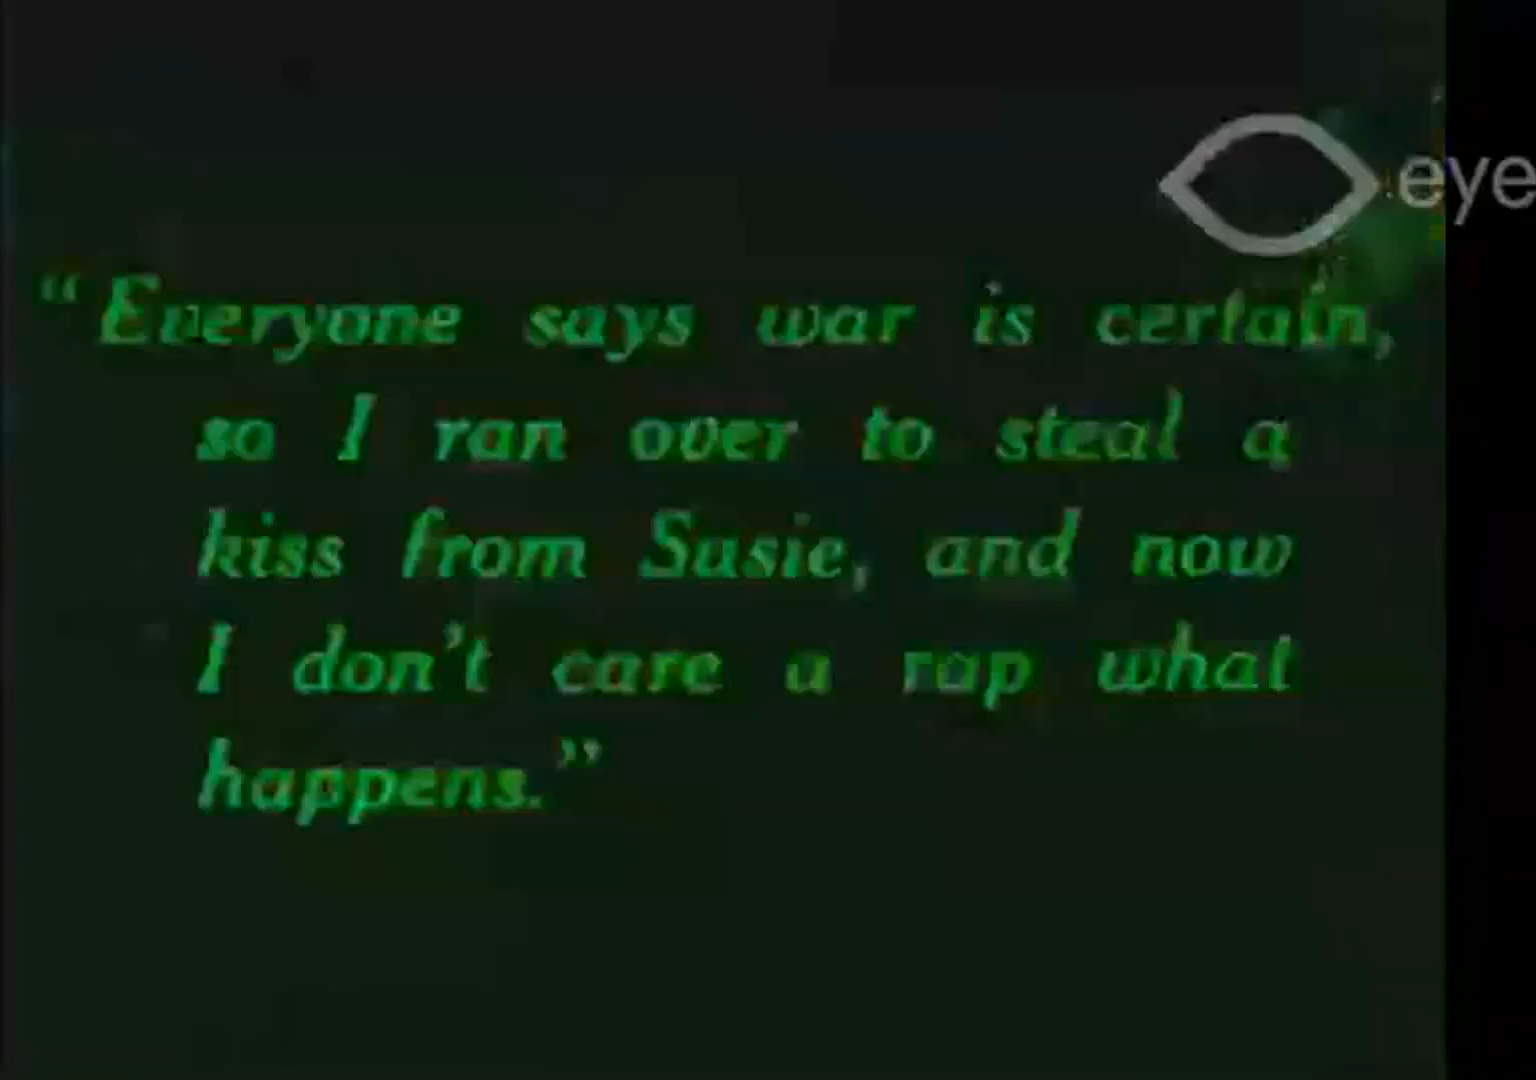 eye
“Everyone says war is certain,
so I ran over to steal a
kiss from Susie, and now
I don't care a rap what
happens.”